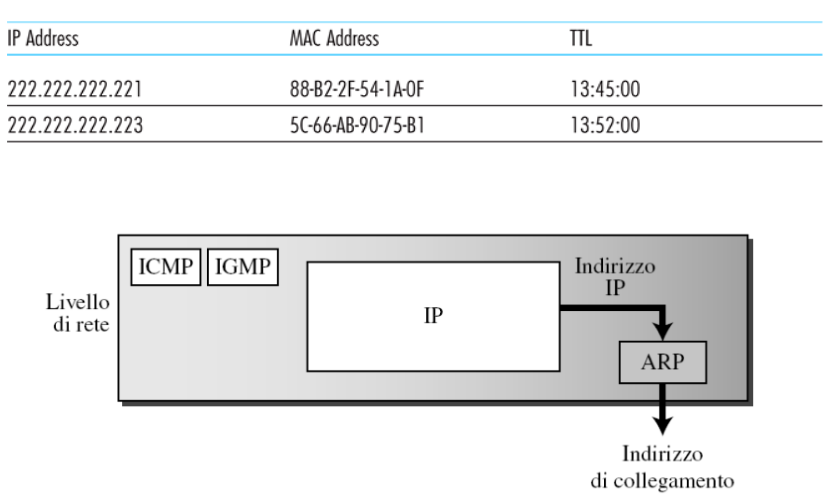 IP Address MAC Address TTL
222.222.222.221 88-B2-2F-54-1A-0F 13:45:00
222.222.222.223 5C-66-AB-90-75-B1 13:52:00
ICMP IGMP
Indirizzo
IP
Livello
di rete
IP
ARP
Indirizzo
di collegamento